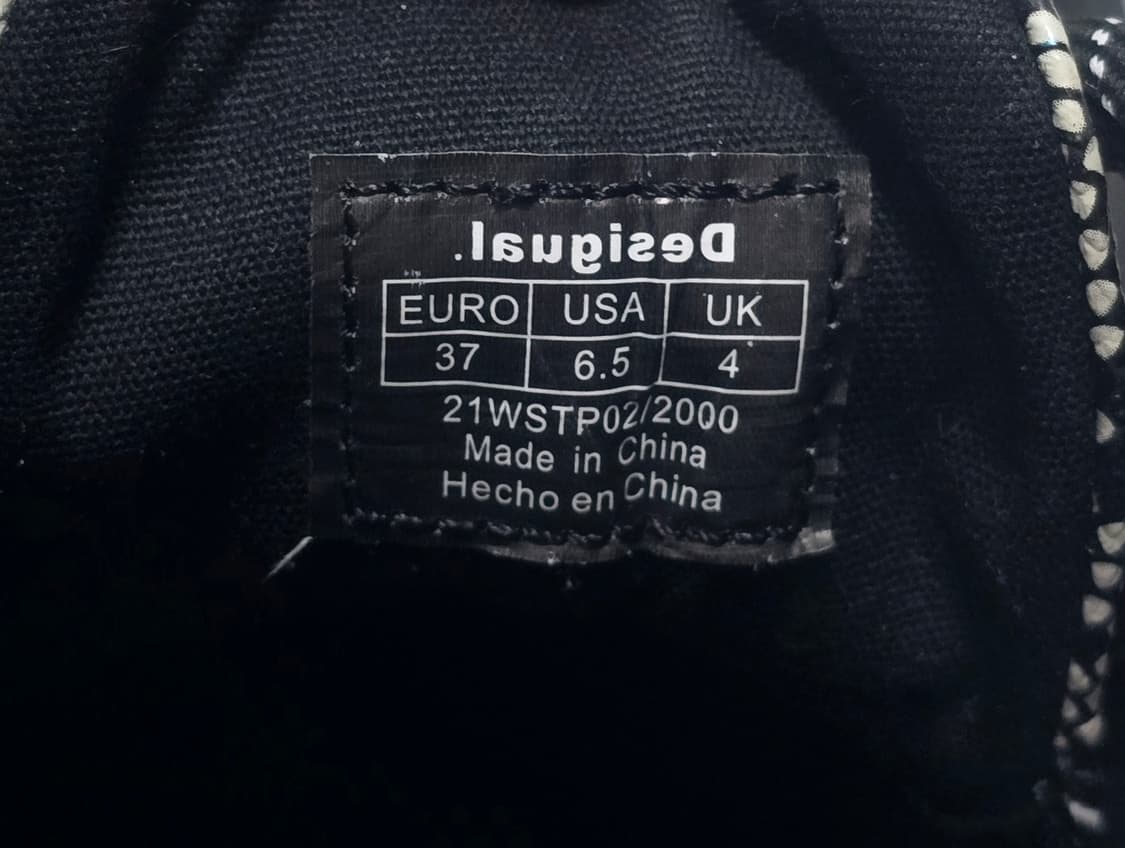 Desigual.
EURO USA UK
37 6.5 4
21WSTP02/2000
Made in China
Hecho en China